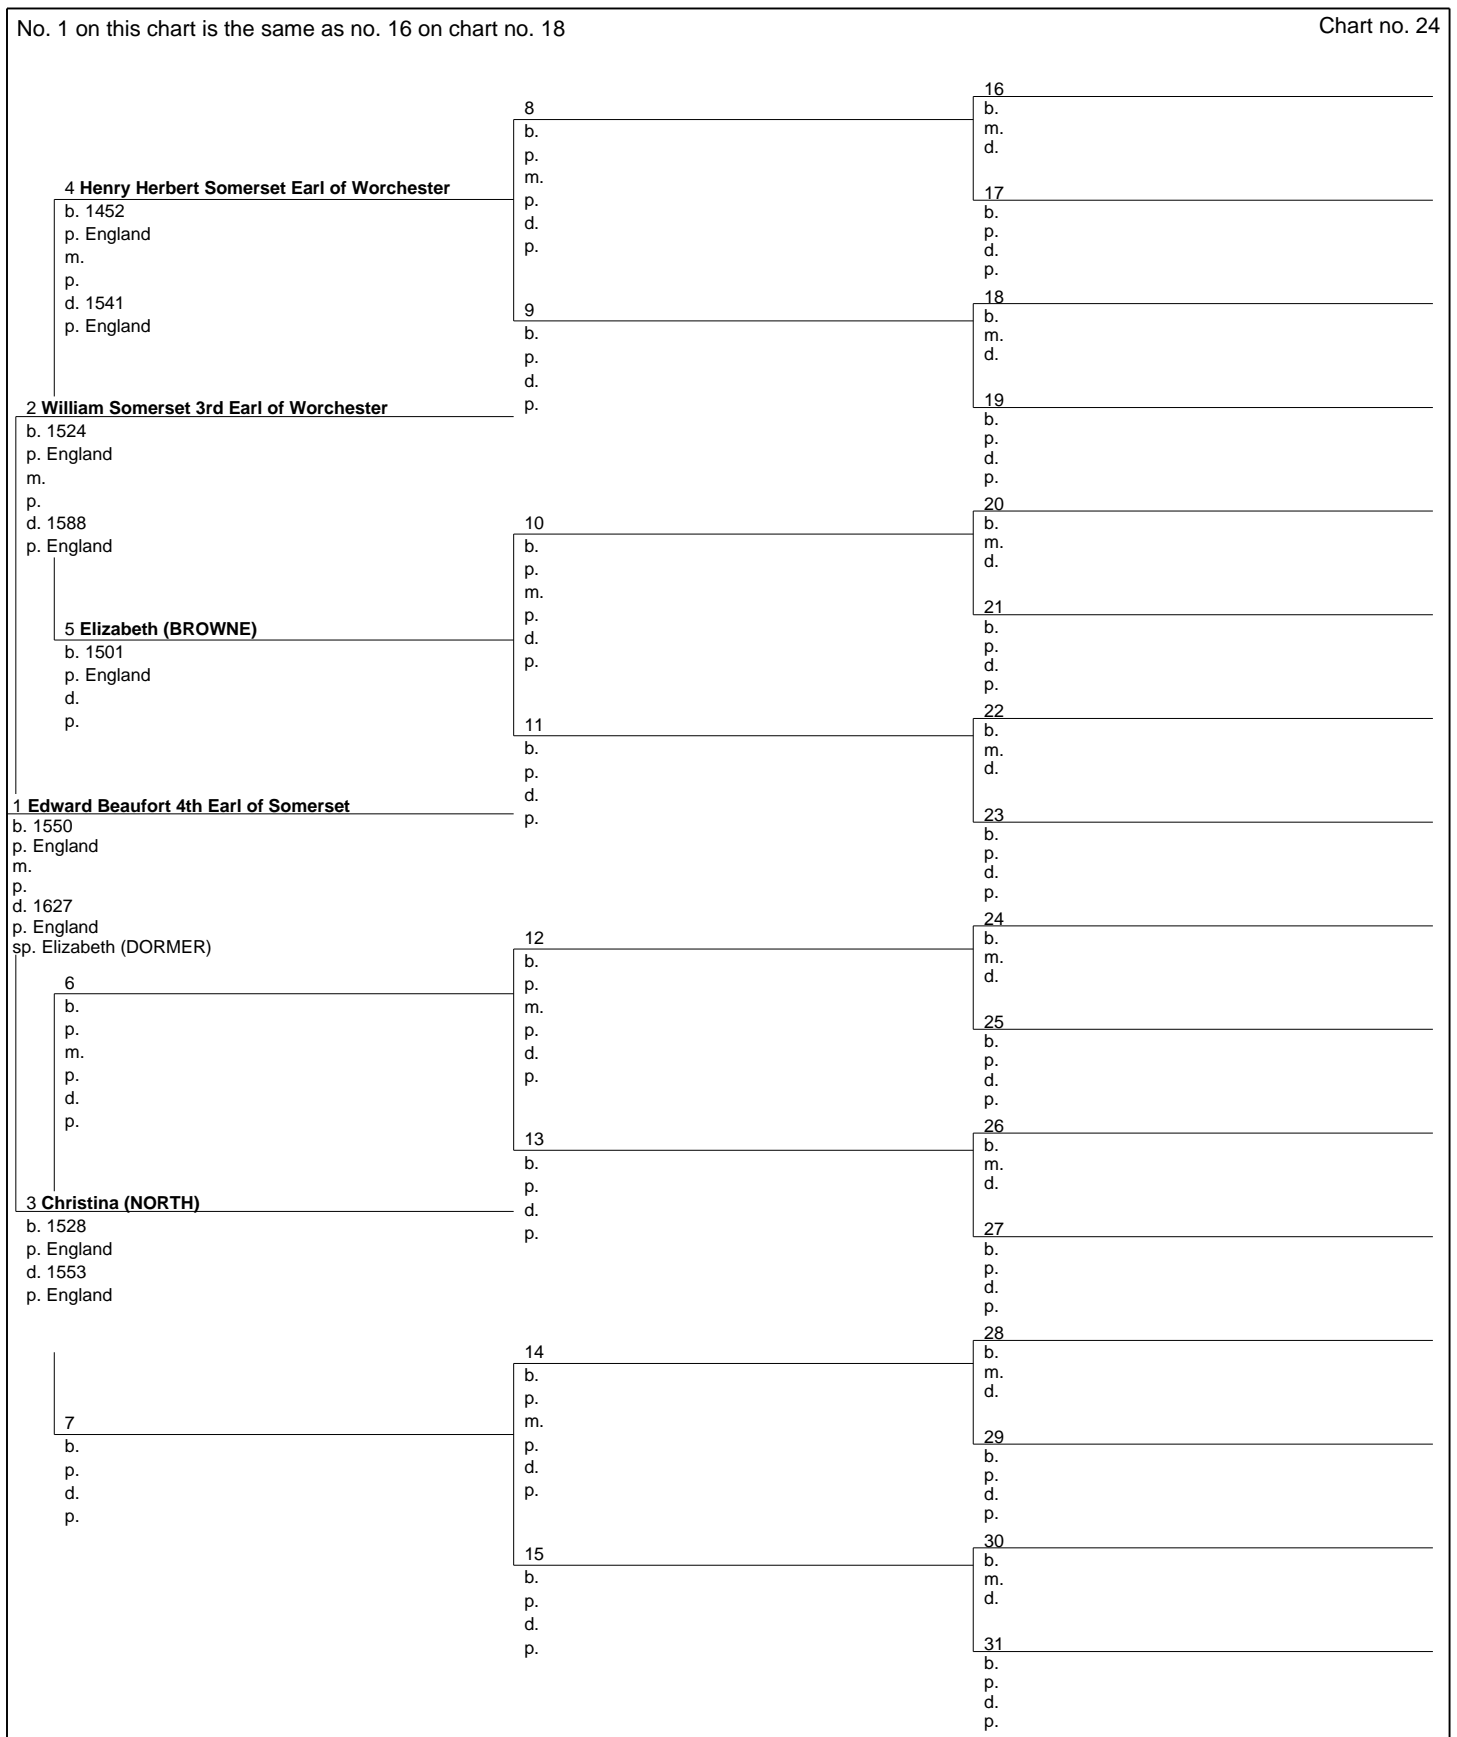 No. 1 on this chart is the same as no. 16 on chart no. 18
Chart no. 24
16
b.
m.
d.
8
b.
p.
m.
p.
d.
p.
17
b.
p.
d.
p.
4 Henry Herbert Somerset Earl of Worchester
b. 1452
p. England
m.
p.
d. 1541
p. England
18
b.
m.
d.
9
b.
p.
d.
p.
19
b.
p.
d.
p.
2 William Somerset 3rd Earl of Worchester
b. 1524
p. England
m.
p.
d. 1588
p. England
20
b.
m.
d.
10
b.
p.
m.
p.
d.
p.
21
b.
p.
d.
p.
5 Elizabeth (BROWNE)
b. 1501
p. England
d.
p.
22
b.
m.
d.
11
b.
p.
d.
p.
23
b.
p.
d.
p.
1 Edward Beaufort 4th Earl of Somerset
b. 1550
p. England
m.
p.
d. 1627
p. England
sp. Elizabeth (DORMER)
24
b.
m.
d.
12
b.
p.
m.
p.
d.
p.
25
b.
p.
d.
p.
6
b.
p.
m.
p.
d.
p.
26
b.
m.
d.
13
b.
p.
d.
p.
27
b.
p.
d.
p.
3 Christina (NORTH)
b. 1528
p. England
d. 1553
p. England
28
b.
m.
d.
14
b.
p.
m.
p.
d.
p.
29
b.
p.
d.
p.
7
b.
p.
d.
p.
30
b.
m.
d.
15
b.
p.
d.
p.
31
b.
p.
d.
p.